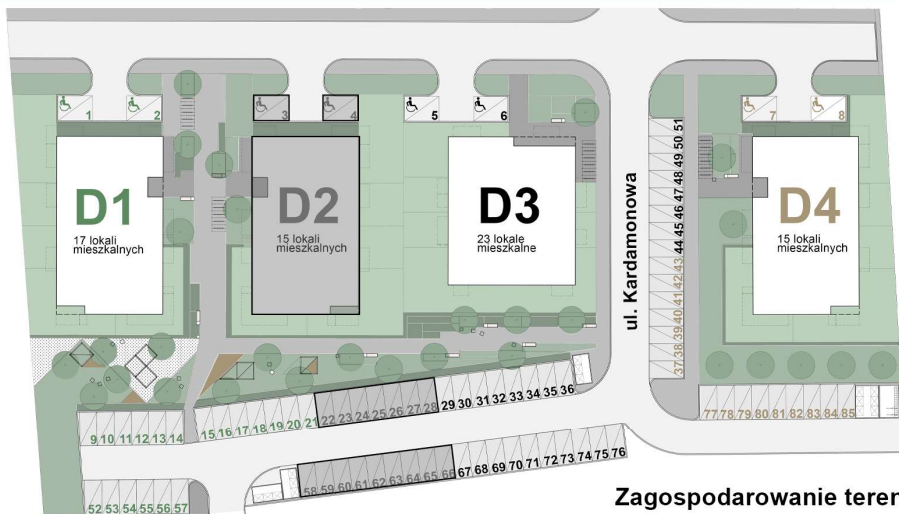 1 2 3 4 5 6 7 8
D1
17 lokali
mieszkalnych
D2
15 lokali
mieszkalnych
D3
23 lokale
mieszkalne
D4
15 lokali
mieszkalnych
ul. Kardamonowa
37 38 39 40 41 42 43 44 45 46 47 48 49 50 51
9 10 11 12 13 14
15 16 17 18 19 20 21 22 23 24 25 26 27 28 29 30 31 32 33 34 35 36
77 78 79 80 81 82 83 84 85
52 53 54 55 56 57
58 59 60 61 62 63 64 65 66 67 68 69 70 71 72 73 74 75 76
Zagospodarowanie teren